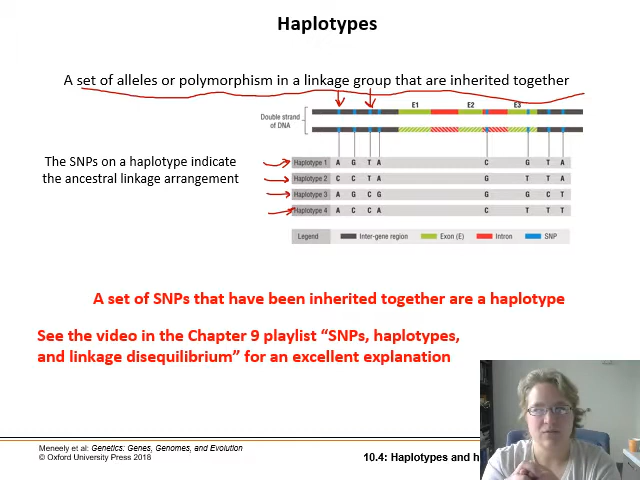 Haplotypes
A set of alleles or polymorphism in a linkage group that are inherited together
E1 E2 E3
Double strand
of DNA
The SNPs on a haplotype indicate
the ancestral linkage arrangement
Haplotype 1 A G T A C G T A
Haplotype 2 C C T A G T T A
Haplotype 3 A G C G G G C T
Haplotype 4 A C C A C T T T
Legend Inter-gene region Exon (E) Intron SNP
A set of SNPs that have been inherited together are a haplotype
See the video in the Chapter 9 playlist “SNPs, haplotypes,
and linkage disequilibrium” for an excellent explanation
Meneely et al: Genetics: Genes, Genomes, and Evolution
© Oxford University Press 2018
10.4: Haplotypes and h